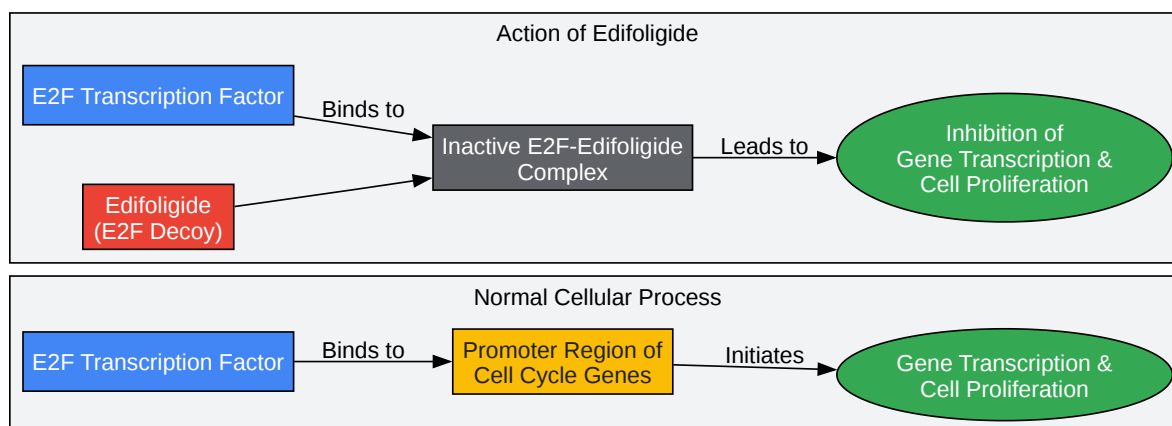 Action of Edifoligide
E2F Transcription Factor
Binds to
Edifoligide
(E2F Decoy)
Inactive E2F-Edifoligide
Complex
Leads to
Inhibition of
Gene Transcription &
Cell Proliferation
Normal Cellular Process
E2F Transcription Factor
Binds to
Promoter Region of
Cell Cycle Genes
Initiates
Gene Transcription &
Cell Proliferation